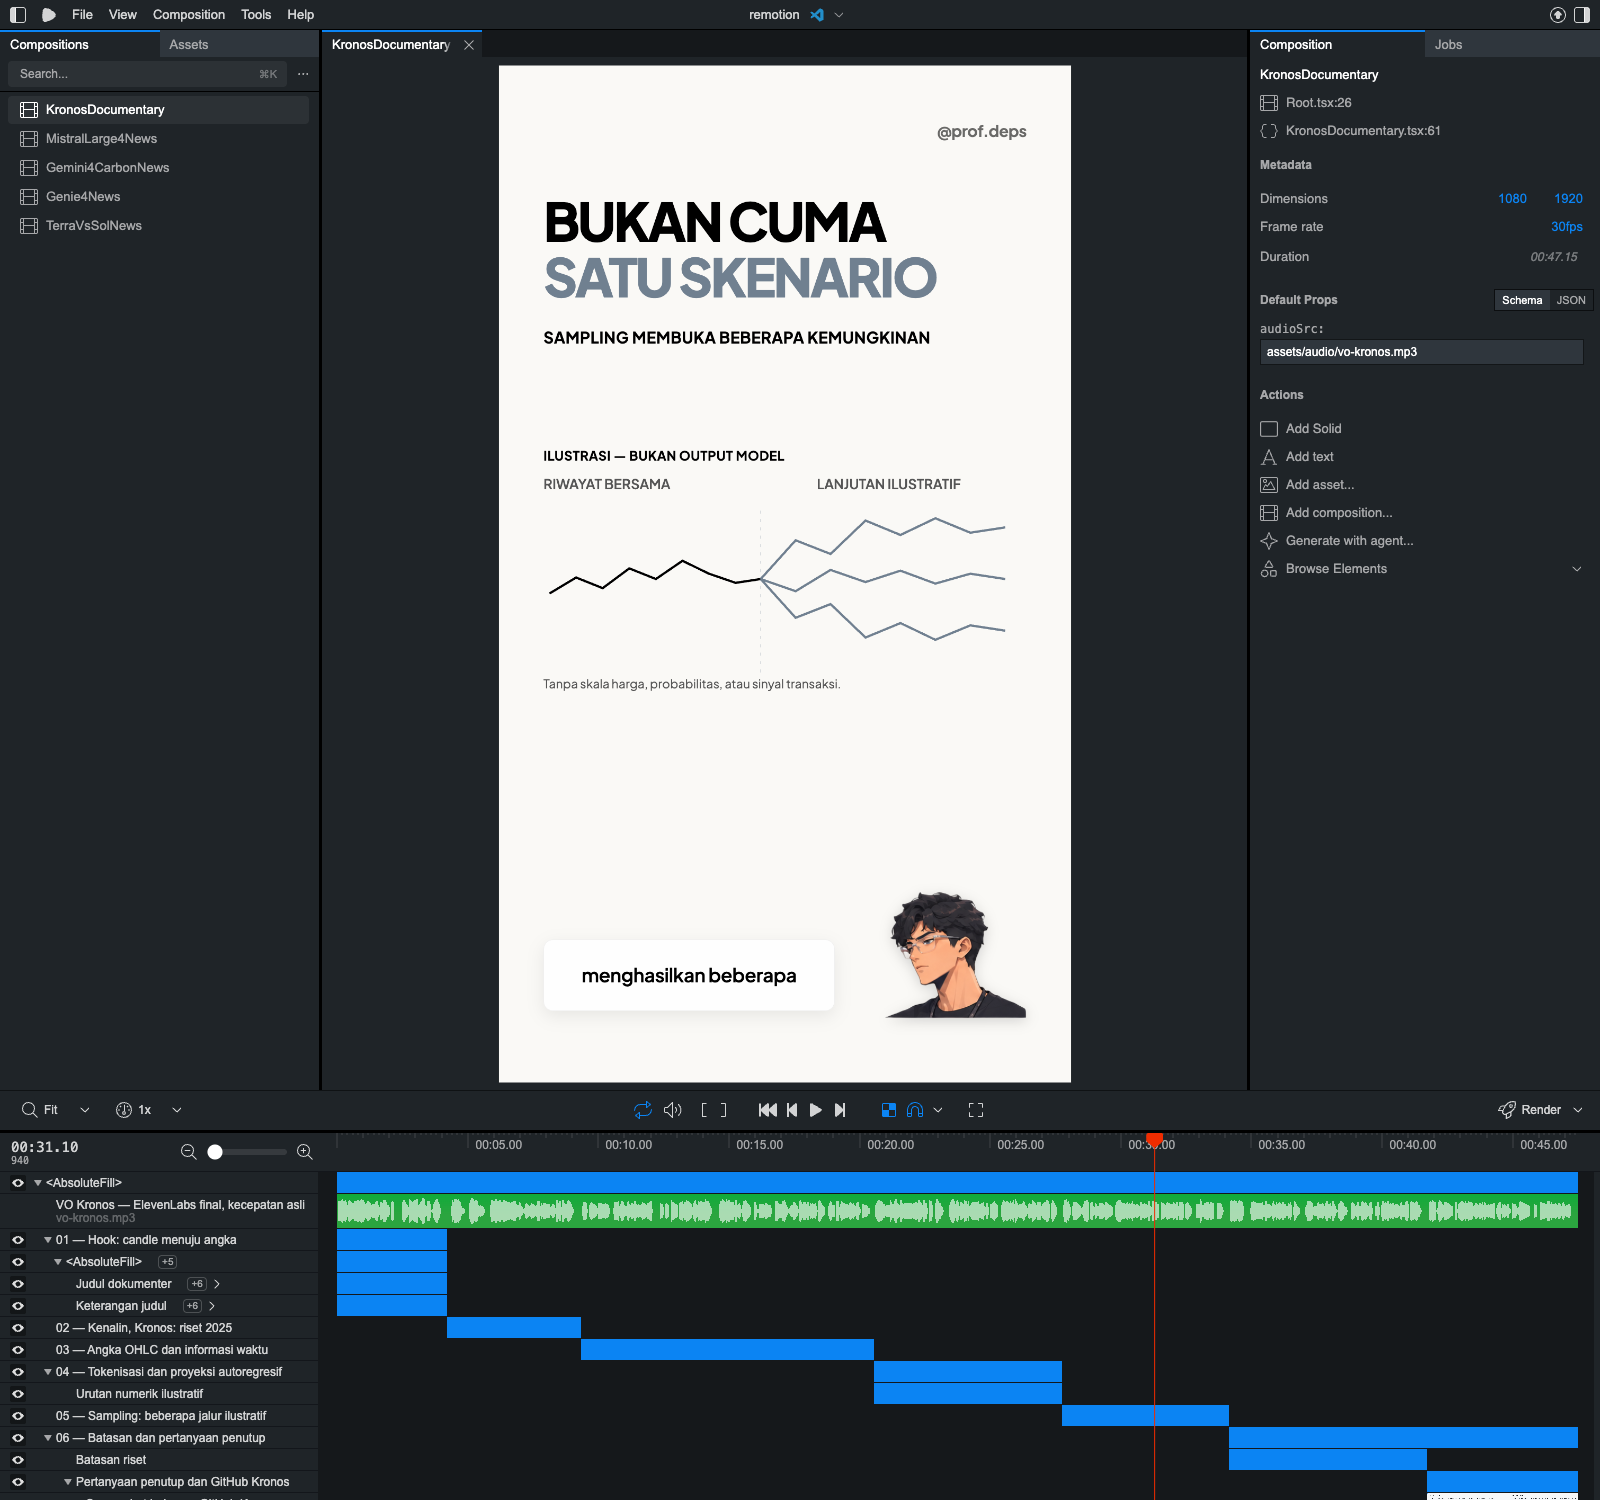 File View Composition Tools Help
remotion
Compositions Assets
Search... ⌘K ...
KronosDocumentary
MistralLarge4News
Gemini4CarbonNews
Genie4News
TerraVsSolNews
KronosDocumentary
@prof.deps
BUKAN CUMA
SATU SKENARIO
SAMPLING MEMBUKA BEBERAPA KEMUNGKINAN
ILUSTRASI — BUKAN OUTPUT MODEL
RIWAYAT BERSAMA LANJUTAN ILUSTRATIF
Tanpa skala harga, probabilitas, atau sinyal transaksi.
menghasilkan beberapa
Composition Jobs
KronosDocumentary
Root.tsx:26
KronosDocumentary.tsx:61
Metadata
Dimensions 1080 1920
Frame rate 30fps
Duration 00:47.15
Default Props Schema JSON
audioSrc:
assets/audio/vo-kronos.mp3
Actions
Add Solid
Add text
Add asset...
Add composition...
Generate with agent...
Browse Elements
Fit 1x Render
00:31.10
940
00:05.00 00:10.00 00:15.00 00:20.00 00:25.00 00:35.00 00:40.00 00:45.00
<AbsoluteFill>
VO Kronos — ElevenLabs final, kecepatan asli
vo-kronos.mp3
01 — Hook: candle menuju angka
<AbsoluteFill> +5
Judul dokumenter +6
Keterangan judul +6
02 — Kenalin, Kronos: riset 2025
03 — Angka OHLC dan informasi waktu
04 — Tokenisasi dan proyeksi autoregresif
Urutan numerik ilustratif
05 — Sampling: beberapa jalur ilustratif
06 — Batasan dan pertanyaan penutup
Batasan riset
Pertanyaan penutup dan GitHub Kronos